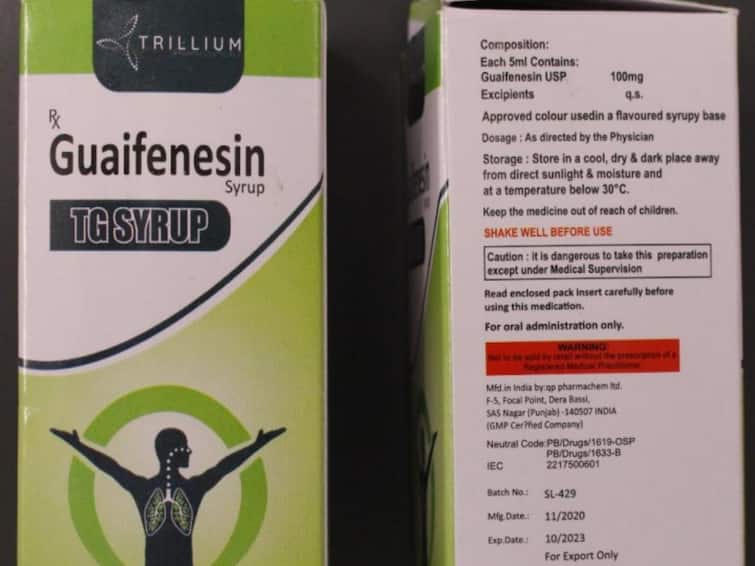 TRILLIUM
Rx
Guaifenesin
Syrup
TG SYRUP
Composition:
Each 5ml Contains:
Guaifenesin USP 100mg
Excipients q.s.
Approved colour usedin a flavoured syrupy base
Dosage : As directed by the Physician
Storage : Store in a cool, dry & dark place away
from direct sunlight & moisture and
at a temperature below 30°C.
Keep the medicine out of reach of children.
SHAKE WELL BEFORE USE
Caution : it is dangerous to take this preparation
except under Medical Supervision
Read enclosed pack insert carefully before
using this medication.
For oral administration only.
WARNING:
Not to be sold by retail without the prescription of a
Registered Medical Practitioner
Mfd.in India by:qp pharmachem ltd.
F-5, Focal Point, Dera Bassi,
SAS Nagar (Punjab) -140507 INDIA
(GMP Cer?fied Company)
Neutral Code:PB/Drugs/1619-OSP
PB/Drugs/1633-B
IEC 2217500601
Batch No.: SL-429
Mfg.Date.: 11/2020
Exp.Date.: 10/2023
For Export Only